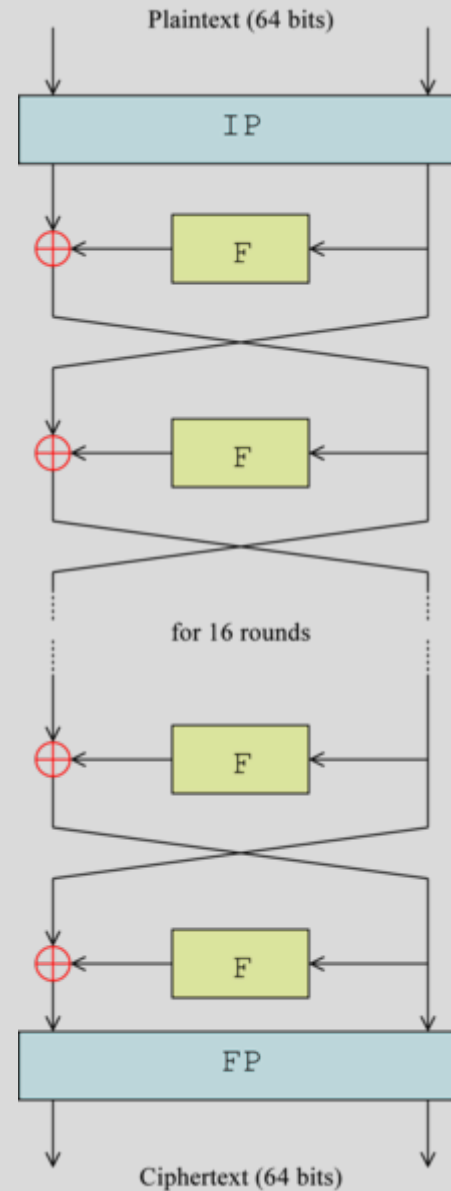 Plaintext (64 bits)
IP
F
F
for 16 rounds
F
F
FP
Ciphertext (64 bits)